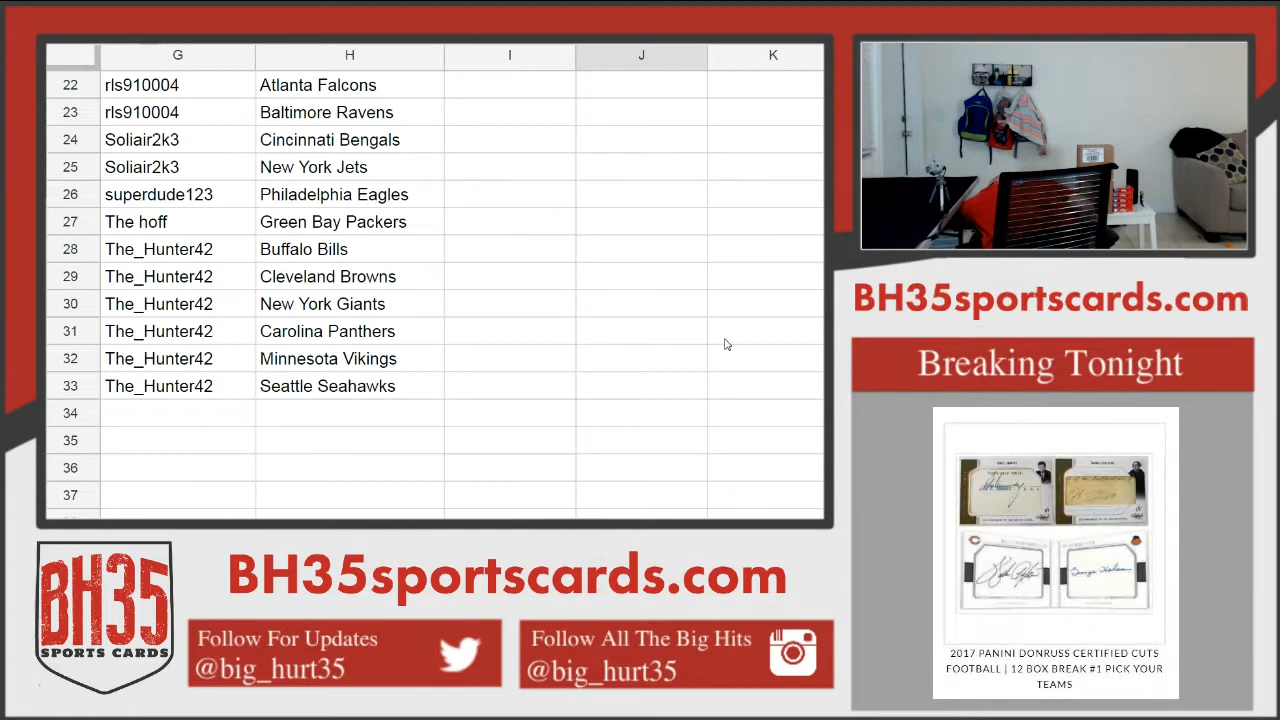 G H I J K
22 rls910004 Atlanta Falcons
23 rls910004 Baltimore Ravens
24 Soliair2k3 Cincinnati Bengals
25 Soliair2k3 New York Jets
26 superdude123 Philadelphia Eagles
27 The hoff Green Bay Packers
28 The_Hunter42 Buffalo Bills
29 The_Hunter42 Cleveland Browns
30 The_Hunter42 New York Giants
31 The_Hunter42 Carolina Panthers
32 The_Hunter42 Minnesota Vikings
33 The_Hunter42 Seattle Seahawks
34
35
36
37
BH35sportscards.com
Breaking Tonight
2017 PANINI DONRUSS CERTIFIED CUTS
FOOTBALL | 12 BOX BREAK #1 PICK YOUR
TEAMS
BH35
SPORTS CARDS
BH35sportscards.com
Follow For Updates
@big_hurt35
Follow All The Big Hits
@big_hurt35